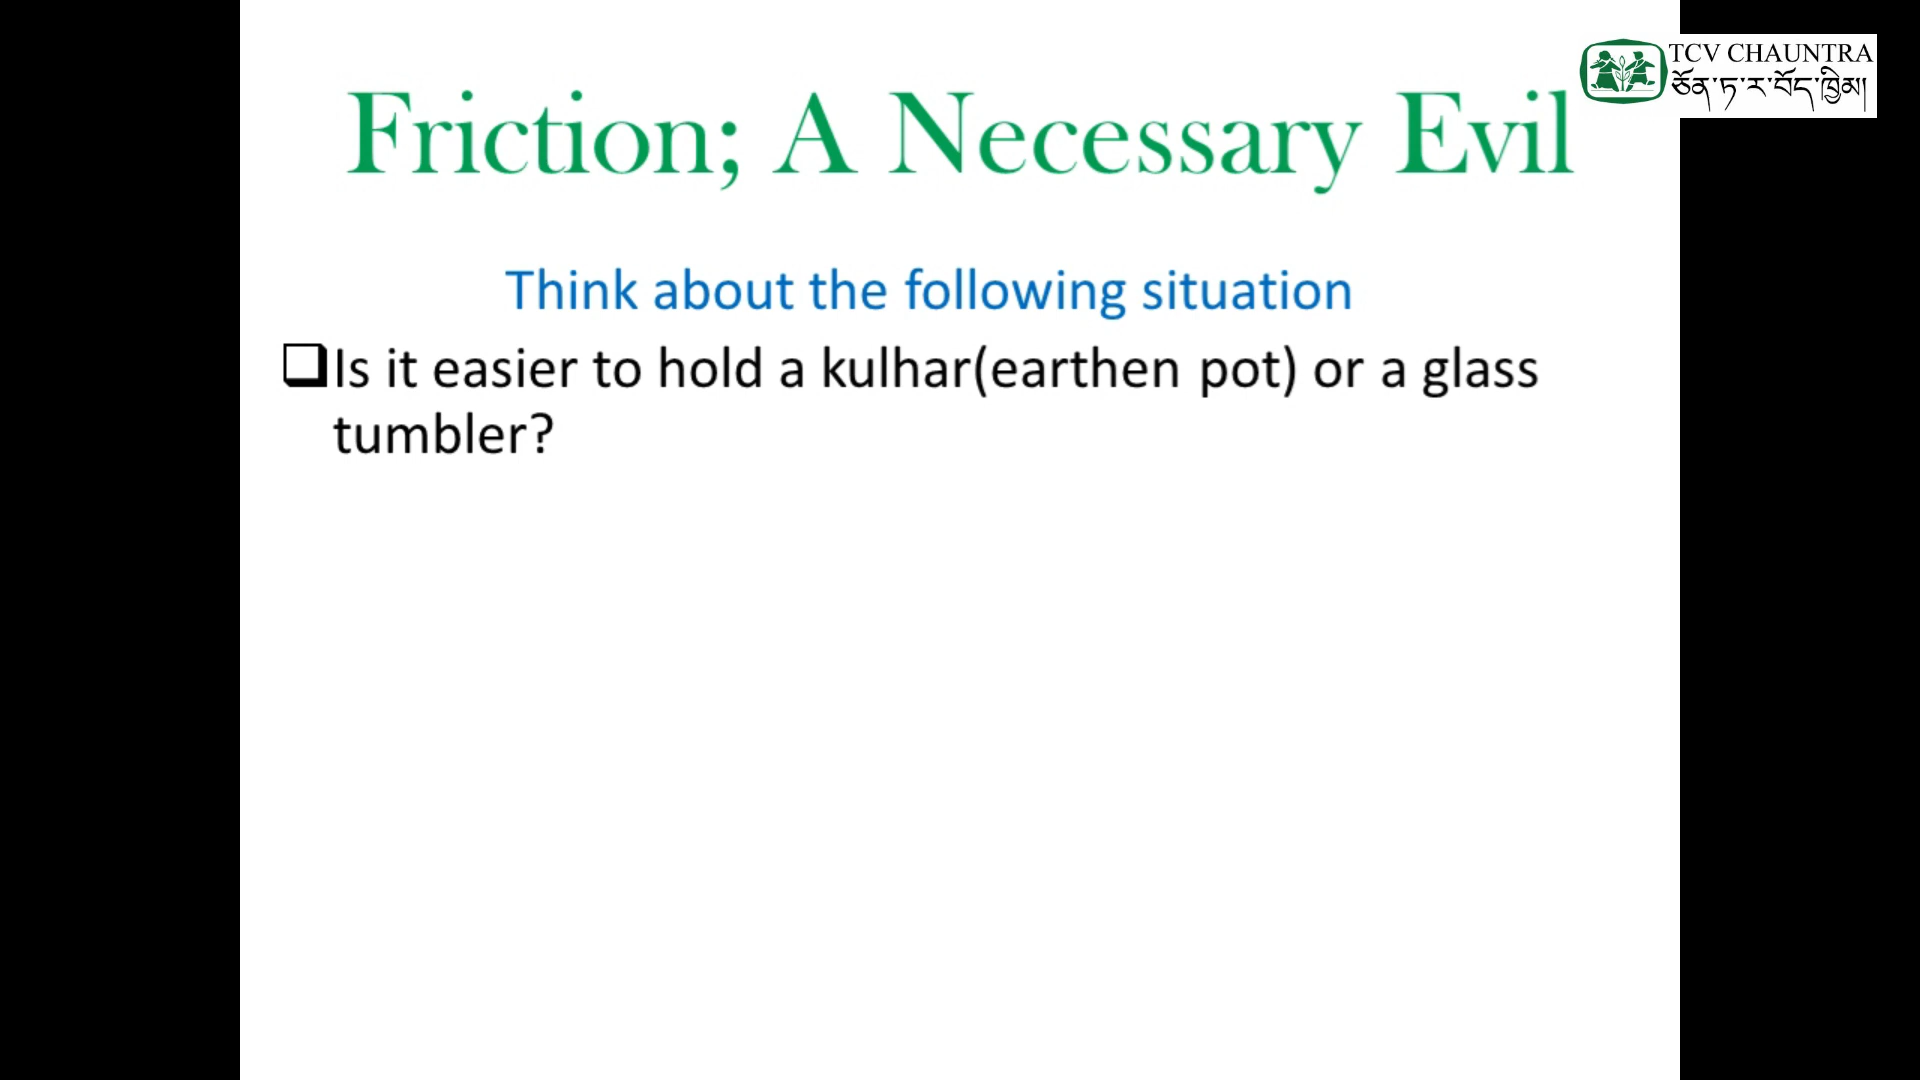 TCV CHAUNTRA
ཅོན་ཏ་ར་བོད་ཁྱིམ།
Friction; A Necessary Evil
Think about the following situation
Is it easier to hold a kulhar(earthen pot) or a glass
tumbler?